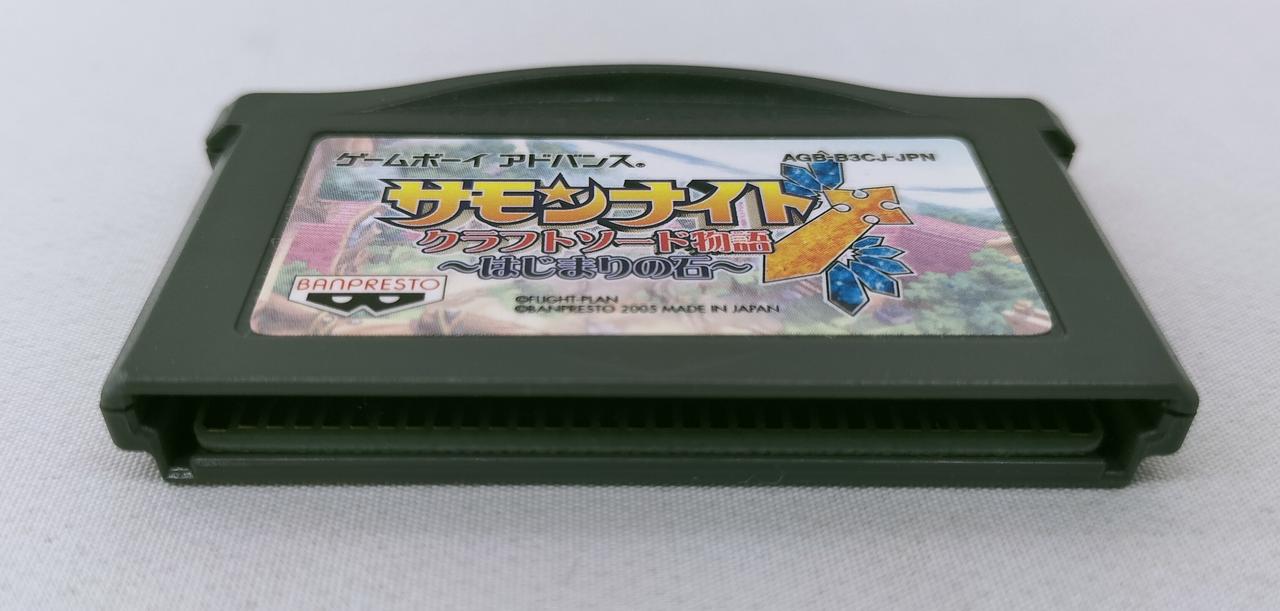 ゲームボーイ アドバンス®
AGB-B3CJ-JPN
サモンナイト
クラフトソード物語
～はじまりの石～
BANPRESTO
©FLIGHT-PLAN
©BANPRESTO 2005 MADE IN JAPAN